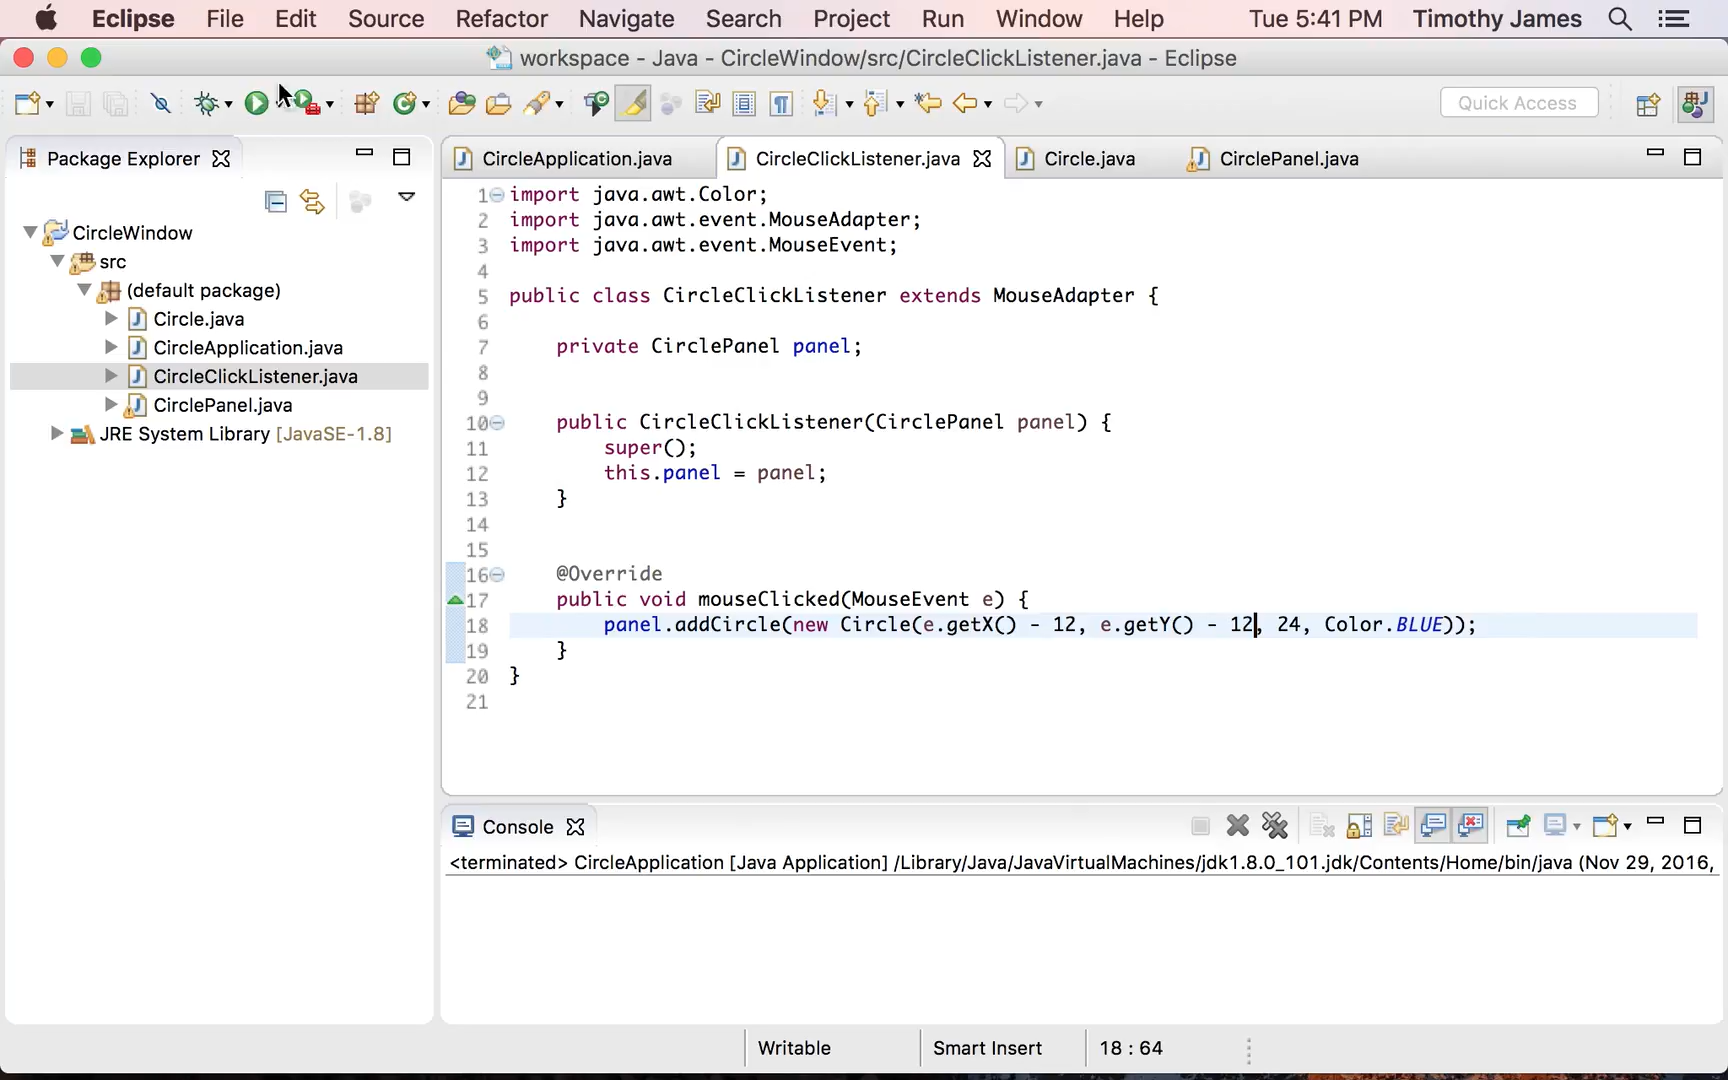 Eclipse File Edit Source Refactor Navigate Search Project Run Window Help Tue 5:41 PM Timothy James
workspace - Java - CircleWindow/src/CircleClickListener.java - Eclipse
Quick Access
Package Explorer
CircleWindow
src
(default package)
Circle.java
CircleApplication.java
CircleClickListener.java
CirclePanel.java
JRE System Library [JavaSE-1.8]
CircleApplication.java CircleClickListener.java Circle.java CirclePanel.java
1 import java.awt.Color;
2 import java.awt.event.MouseAdapter;
3 import java.awt.event.MouseEvent;
4
5 public class CircleClickListener extends MouseAdapter {
6
7 private CirclePanel panel;
8
9
10 public CircleClickListener(CirclePanel panel) {
11 super();
12 this.panel = panel;
13 }
14
15
16 @Override
17 public void mouseClicked(MouseEvent e) {
18 panel.addCircle(new Circle(e.getX() - 12, e.getY() - 12, 24, Color.BLUE));
19 }
20 }
21
Console
<terminated> CircleApplication [Java Application] /Library/Java/JavaVirtualMachines/jdk1.8.0_101.jdk/Contents/Home/bin/java (Nov 29, 2016,
Writable Smart Insert 18 : 64